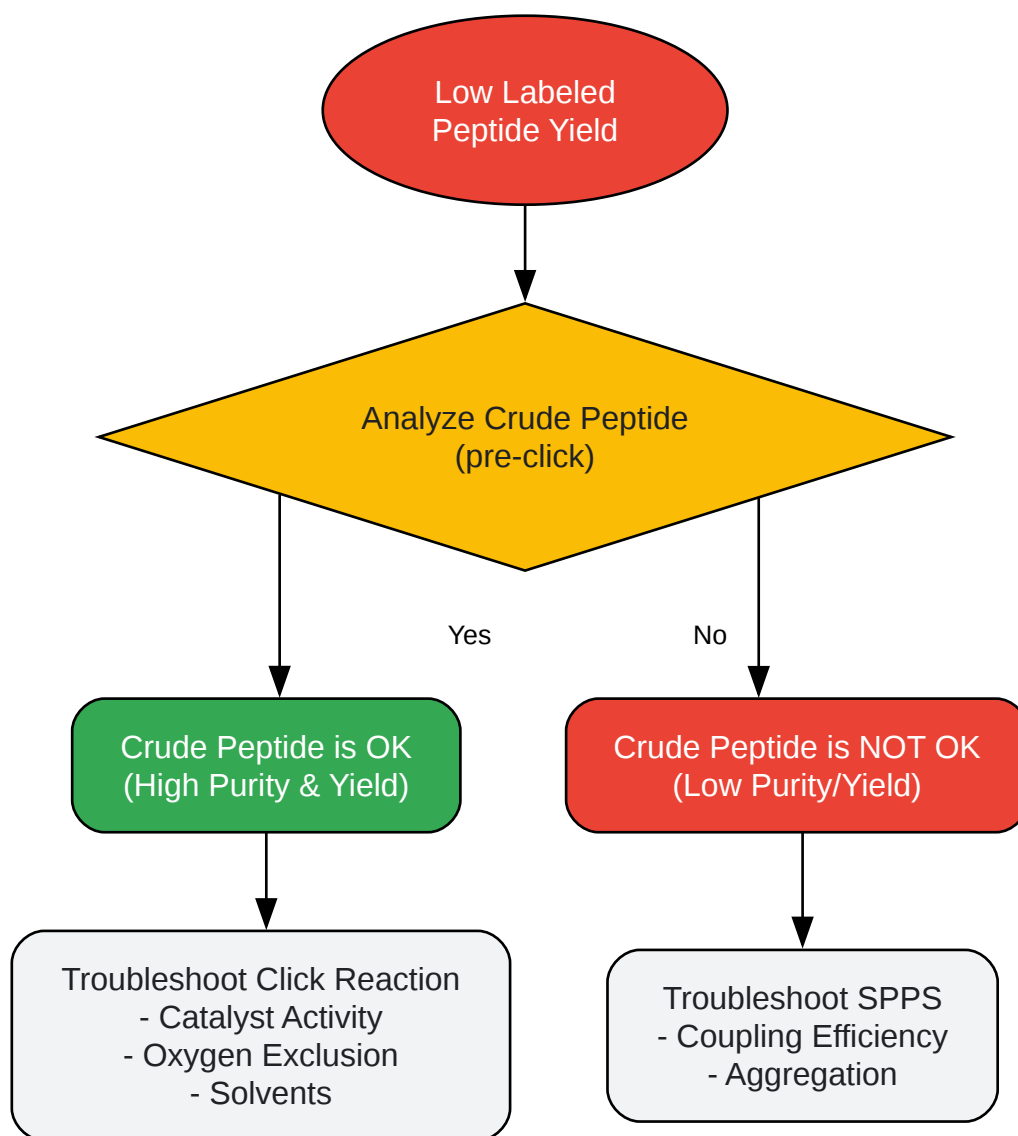 Low Labeled
Peptide Yield
Analyze Crude Peptide
(pre-click)
Yes
No
Crude Peptide is OK
(High Purity & Yield)
Crude Peptide is NOT OK
(Low Purity/Yield)
Troubleshoot Click Reaction
- Catalyst Activity
- Oxygen Exclusion
- Solvents
Troubleshoot SPPS
- Coupling Efficiency
- Aggregation